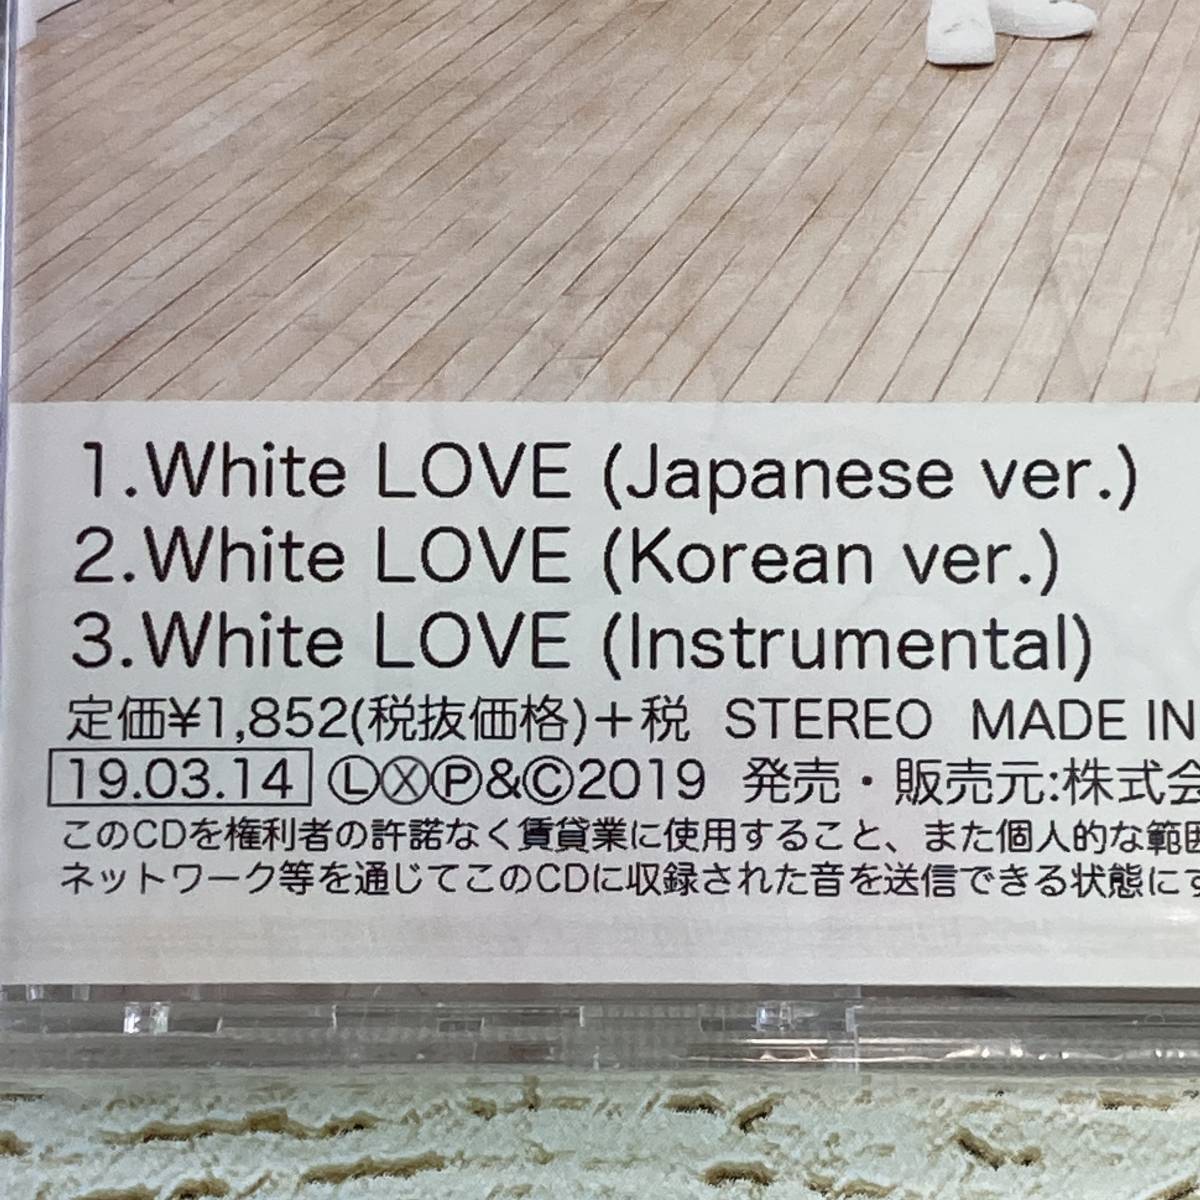 1.White LOVE (Japanese ver.)
2.White LOVE (Korean ver.)
3.White LOVE (Instrumental)
定価¥1,852(税抜価格)+税 STEREO MADE IN
19.03.14 ⓁⓍⓅ&Ⓒ2019 発売・販売元:株式会
このCDを権利者の許諾なく賃貸業に使用すること、また個人的な範囲
ネットワーク等を通じてこのCDに収録された音を送信できる状態にす